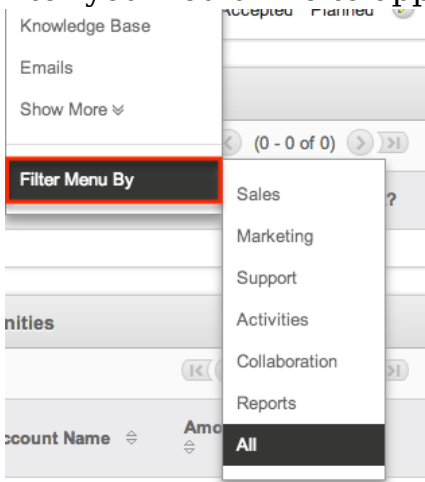 Knowledge Base
Accepted Planned
Emails
Show More
(0 - 0 of 0)
Filter Menu By
Sales
?
Marketing
Support
nities
Activities
Collaboration
Reports
ccount Name
Amo
All